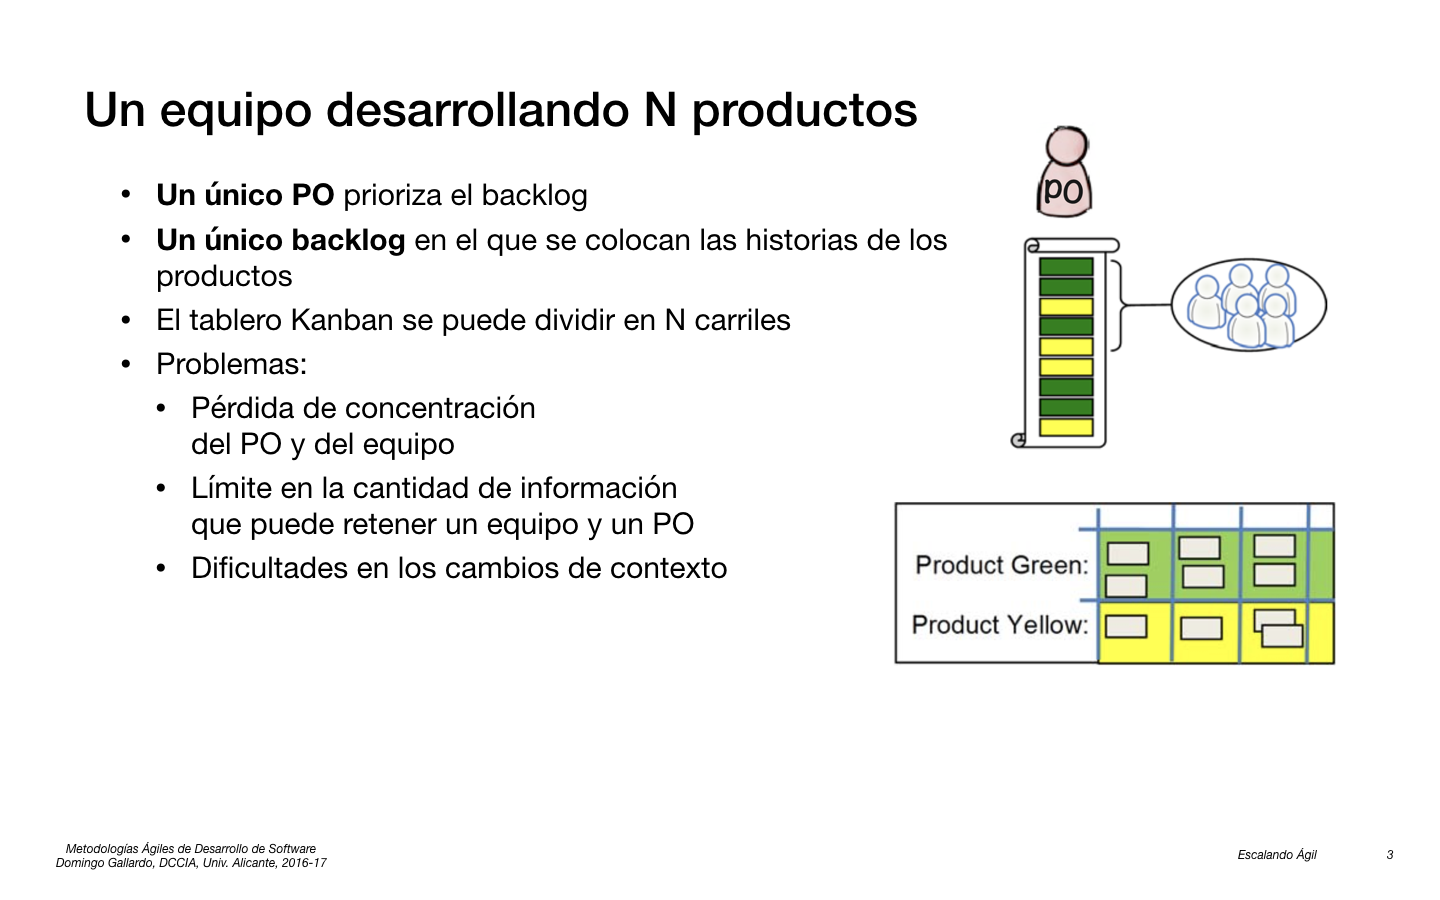 Un equipo desarrollando N productos
• Un único PO prioriza el backlog
• Un único backlog en el que se colocan las historias de los
productos
• El tablero Kanban se puede dividir en N carriles
• Problemas:
• Pérdida de concentración
del PO y del equipo
• Límite en la cantidad de información
que puede retener un equipo y un PO
• Dificultades en los cambios de contexto
PO
Product Green:
Product Yellow:
Metodologías Ágiles de Desarrollo de Software
Domingo Gallardo, DCCIA, Univ. Alicante, 2016-17
Escalando Ágil
3